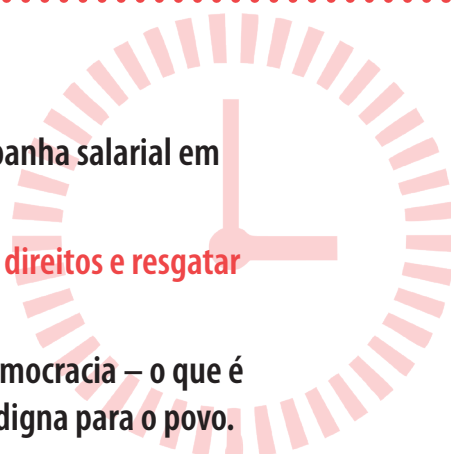 panha salarial em
direitos e resgatar
mocracia – o que é
digna para o povo.